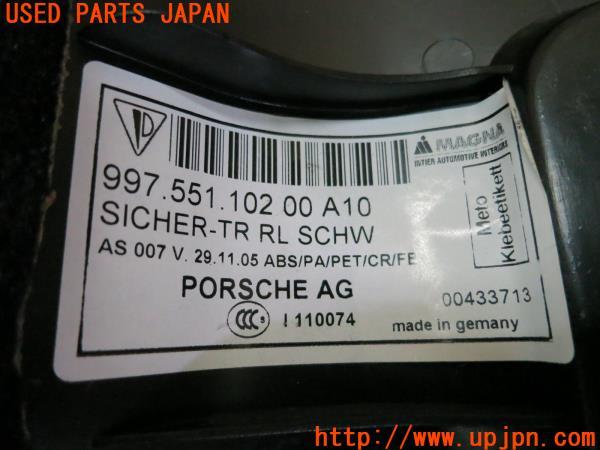 USED PARTS JAPAN
MAGNA
INTIER AUTOMOTIVE INTERIORS
997.551.102 00 A10
SICHER-TR RL SCHW
AS 007 V. 29.11.05 ABS/PA/PET/CR/FE
Meto
Klebeetikett
PORSCHE AG
00433713
CCC S
I 110074
made in germany
UPJ
http://www.upjpn.com/